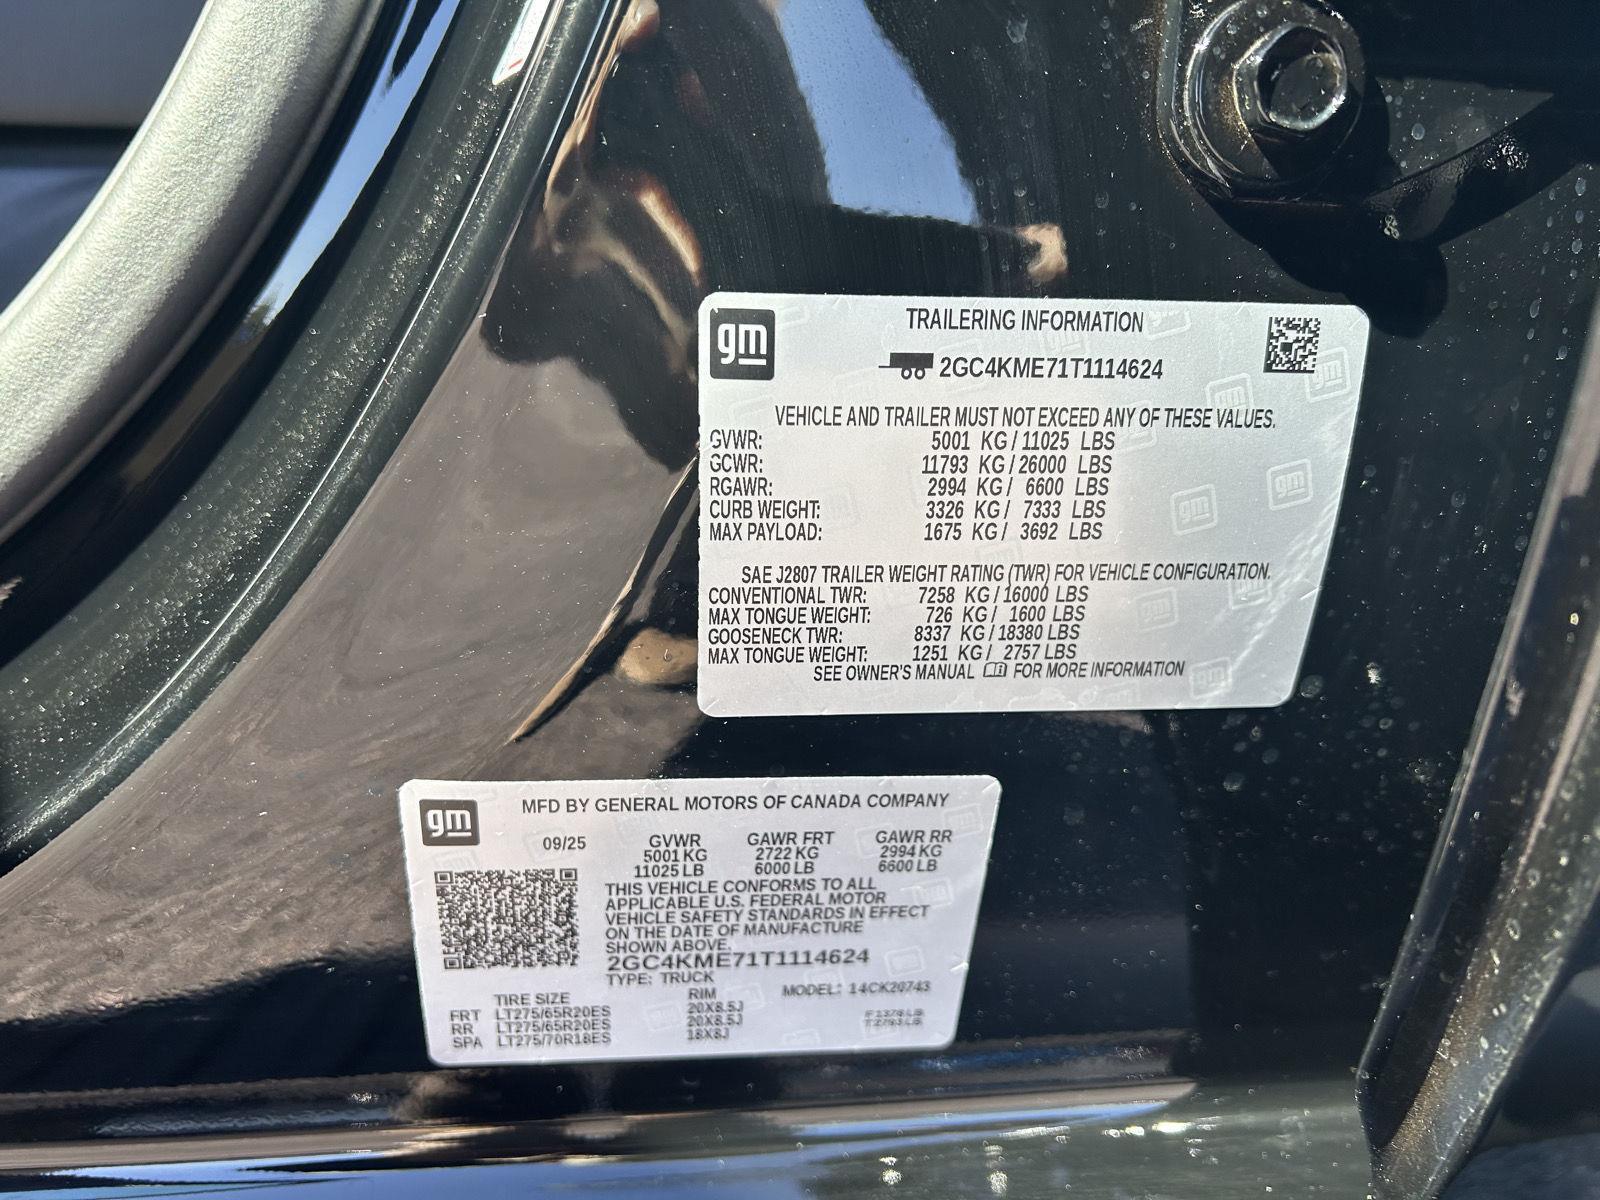 gm
TRAILERING INFORMATION
2GC4KME71T1114624
VEHICLE AND TRAILER MUST NOT EXCEED ANY OF THESE VALUES.
GVWR: 5001 KG / 11025 LBS
GCWR: 11793 KG / 26000 LBS
RGAWR: 2994 KG / 6600 LBS
CURB WEIGHT: 3326 KG / 7333 LBS
MAX PAYLOAD: 1675 KG / 3692 LBS
SAE J2807 TRAILER WEIGHT RATING (TWR) FOR VEHICLE CONFIGURATION.
CONVENTIONAL TWR: 7258 KG / 16000 LBS
MAX TONGUE WEIGHT: 726 KG / 1600 LBS
GOOSENECK TWR: 8337 KG / 18380 LBS
MAX TONGUE WEIGHT: 1251 KG / 2757 LBS
SEE OWNER'S MANUAL FOR MORE INFORMATION
gm
MFD BY GENERAL MOTORS OF CANADA COMPANY
09/25 GVWR GAWR FRT GAWR RR
5001 KG 2722 KG 2994 KG
11025 LB 6000 LB 6600 LB
THIS VEHICLE CONFORMS TO ALL
APPLICABLE U.S. FEDERAL MOTOR
VEHICLE SAFETY STANDARDS IN EFFECT
ON THE DATE OF MANUFACTURE
SHOWN ABOVE.
2GC4KME71T1114624
TYPE: TRUCK
TIRE SIZE RIM MODEL: 14CK20743
FRT LT275/65R20ES 20X8.5J
RR LT275/65R20ES 20X8.5J
SPA LT275/70R18ES 18X8J